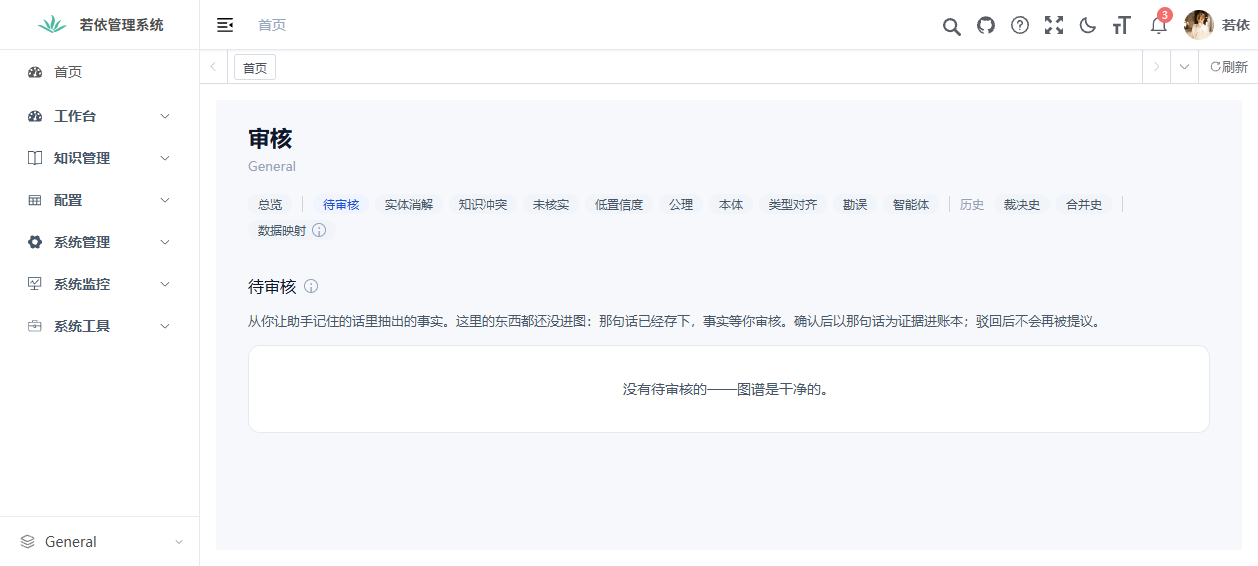 若依管理系统
首页
3
若依
首页
刷新
首页
工作台
知识管理
配置
系统管理
系统监控
系统工具
General
审核
General
总览 待审核 实体消解 知识冲突 未核实 低置信度 公理 本体 类型对齐 勘误 智能体 历史 裁决史 合并史
数据映射
待审核
从你让助手记住的话里抽出的事实。这里的东西都还没进图：那句话已经存下，事实等你审核。确认后以那句话为证据进账本；驳回后不会再被提议。
没有待审核的——图谱是干净的。